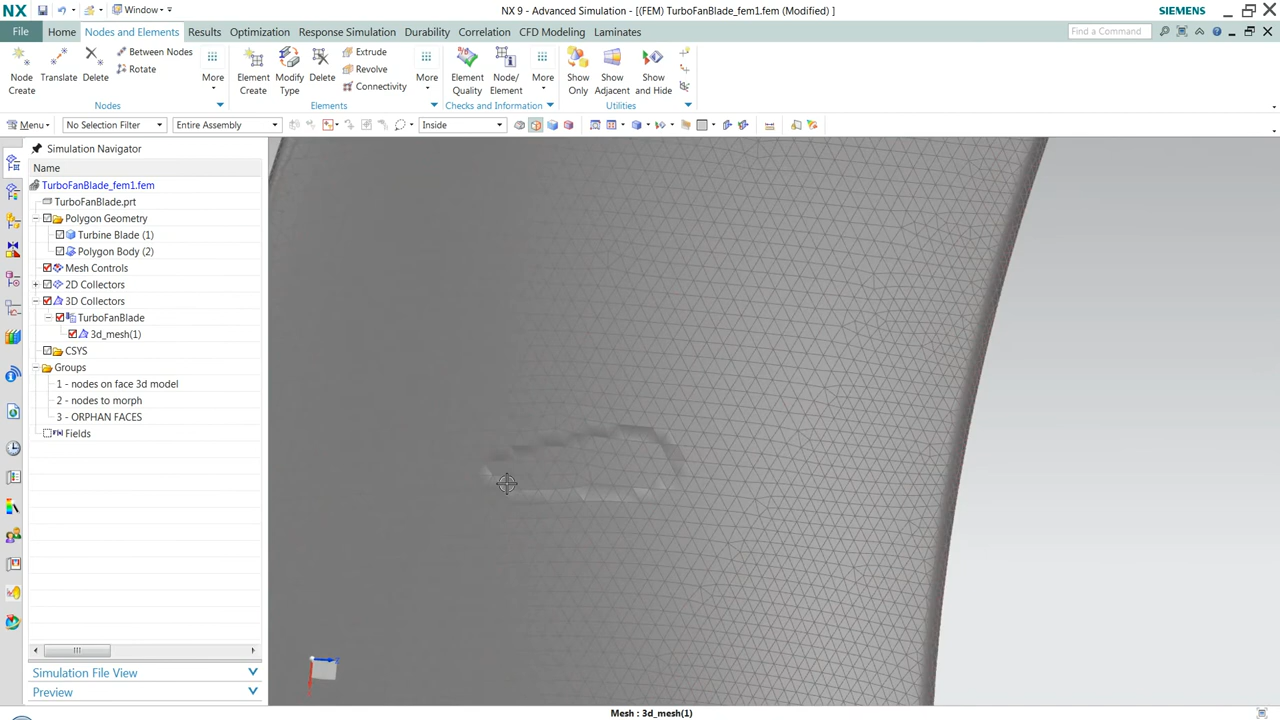 NX
Window
NX 9 - Advanced Simulation - [(FEM) TurboFanBlade_fem1.fem (Modified) ]
SIEMENS
File
Home
Nodes and Elements
Results
Optimization
Response Simulation
Durability
Correlation
CFD Modeling
Laminates
Find a Command
Node Create
Translate
Delete
Between Nodes
Rotate
More
Element Create
Modify Type
Delete
Extrude
Revolve
Connectivity
More
Element Quality
Node/ Element
More
Show Only
Show Adjacent
Show and Hide
Nodes
Elements
Checks and Information
Utilities
Menu
No Selection Filter
Entire Assembly
Inside
Simulation Navigator
Name
TurboFanBlade_fem1.fem
TurboFanBlade.prt
Polygon Geometry
Turbine Blade (1)
Polygon Body (2)
Mesh Controls
2D Collectors
3D Collectors
TurboFanBlade
3d_mesh(1)
CSYS
Groups
1 - nodes on face 3d model
2 - nodes to morph
3 - ORPHAN FACES
Fields
Simulation File View
Preview
Mesh : 3d_mesh(1)